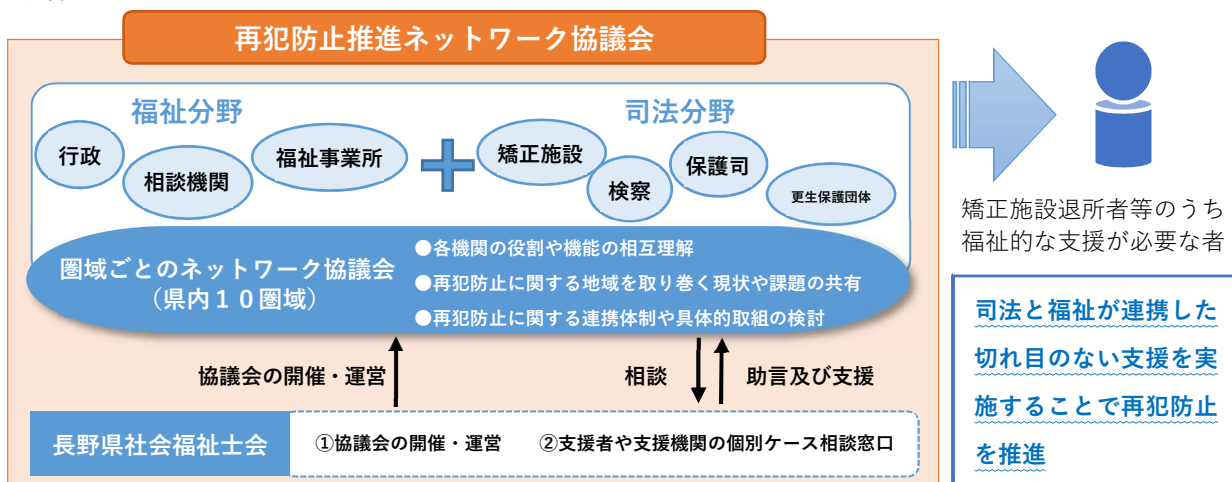 再犯防止推進ネットワーク協議会
福祉分野
司法分野
行政
相談機関
福祉事業所
矯正施設
検察
保護司
更生保護団体
圏域ごとのネットワーク協議会
(県内10圏域)
●各機関の役割や機能の相互理解
●再犯防止に関する地域を取り巻く現状や課題の共有
●再犯防止に関する連携体制や具体的取組の検討
協議会の開催・運営
相談
助言及び支援
長野県社会福祉士会
①協議会の開催・運営
②支援者や支援機関の個別ケース相談窓口
矯正施設退所者等のうち
福祉的な支援が必要な者
司法と福祉が連携した
切れ目のない支援を実
施することで再犯防止
を推進